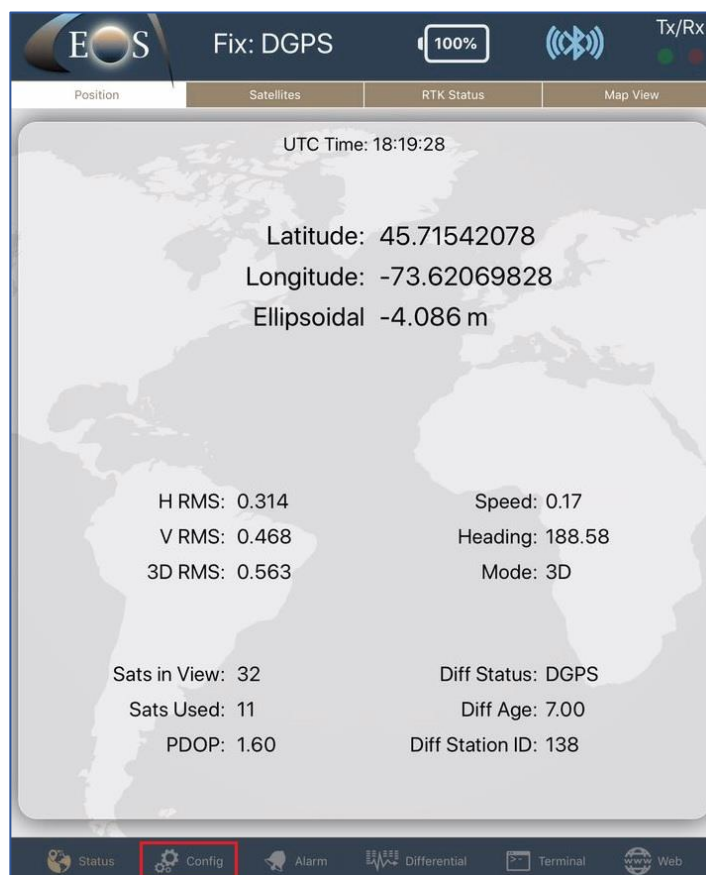 EOS Fix: DGPS 100% Tx/Rx
Position Satellites RTK Status Map View
UTC Time: 18:19:28
Latitude: 45.71542078
Longitude: -73.62069828
Ellipsoidal -4.086 m
H RMS: 0.314 Speed: 0.17
V RMS: 0.468 Heading: 188.58
3D RMS: 0.563 Mode: 3D
Sats in View: 32 Diff Status: DGPS
Sats Used: 11 Diff Age: 7.00
PDOP: 1.60 Diff Station ID: 138
Status Config Alarm Differential >- Terminal www Web